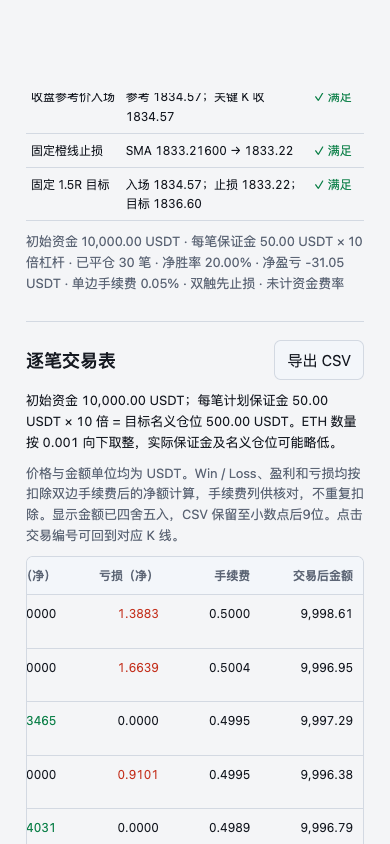 收盘参考价入场 参考 1834.57；关键 K 收 ✓ 满足
1834.57
固定橙线止损 SMA 1833.21600 → 1833.22 ✓ 满足
固定 1.5R 目标 入场 1834.57；止损 1833.22； ✓ 满足
目标 1836.60
初始资金 10,000.00 USDT · 每笔保证金 50.00 USDT × 10
倍杠杆 · 已平仓 30 笔 · 净胜率 20.00% · 净盈亏 -31.05
USDT · 单边手续费 0.05% · 双触先止损 · 未计资金费率
逐笔交易表 导出 CSV
初始资金 10,000.00 USDT；每笔计划保证金 50.00
USDT × 10 倍 = 目标名义仓位 500.00 USDT。ETH 数量
按 0.001 向下取整，实际保证金及名义仓位可能略低。
价格与金额单位均为 USDT。Win / Loss、盈利和亏损均按
扣除双边手续费后的净额计算，手续费列供核对，不重复扣
除。显示金额已四舍五入，CSV 保留至小数点后9位。点击
交易编号可回到对应 K 线。
(净) 亏损（净） 手续费 交易后金额
0000 1.3883 0.5000 9,998.61
0000 1.6639 0.5004 9,996.95
3465 0.0000 0.4995 9,997.29
0000 0.9101 0.4995 9,996.38
4031 0.0000 0.4989 9,996.79